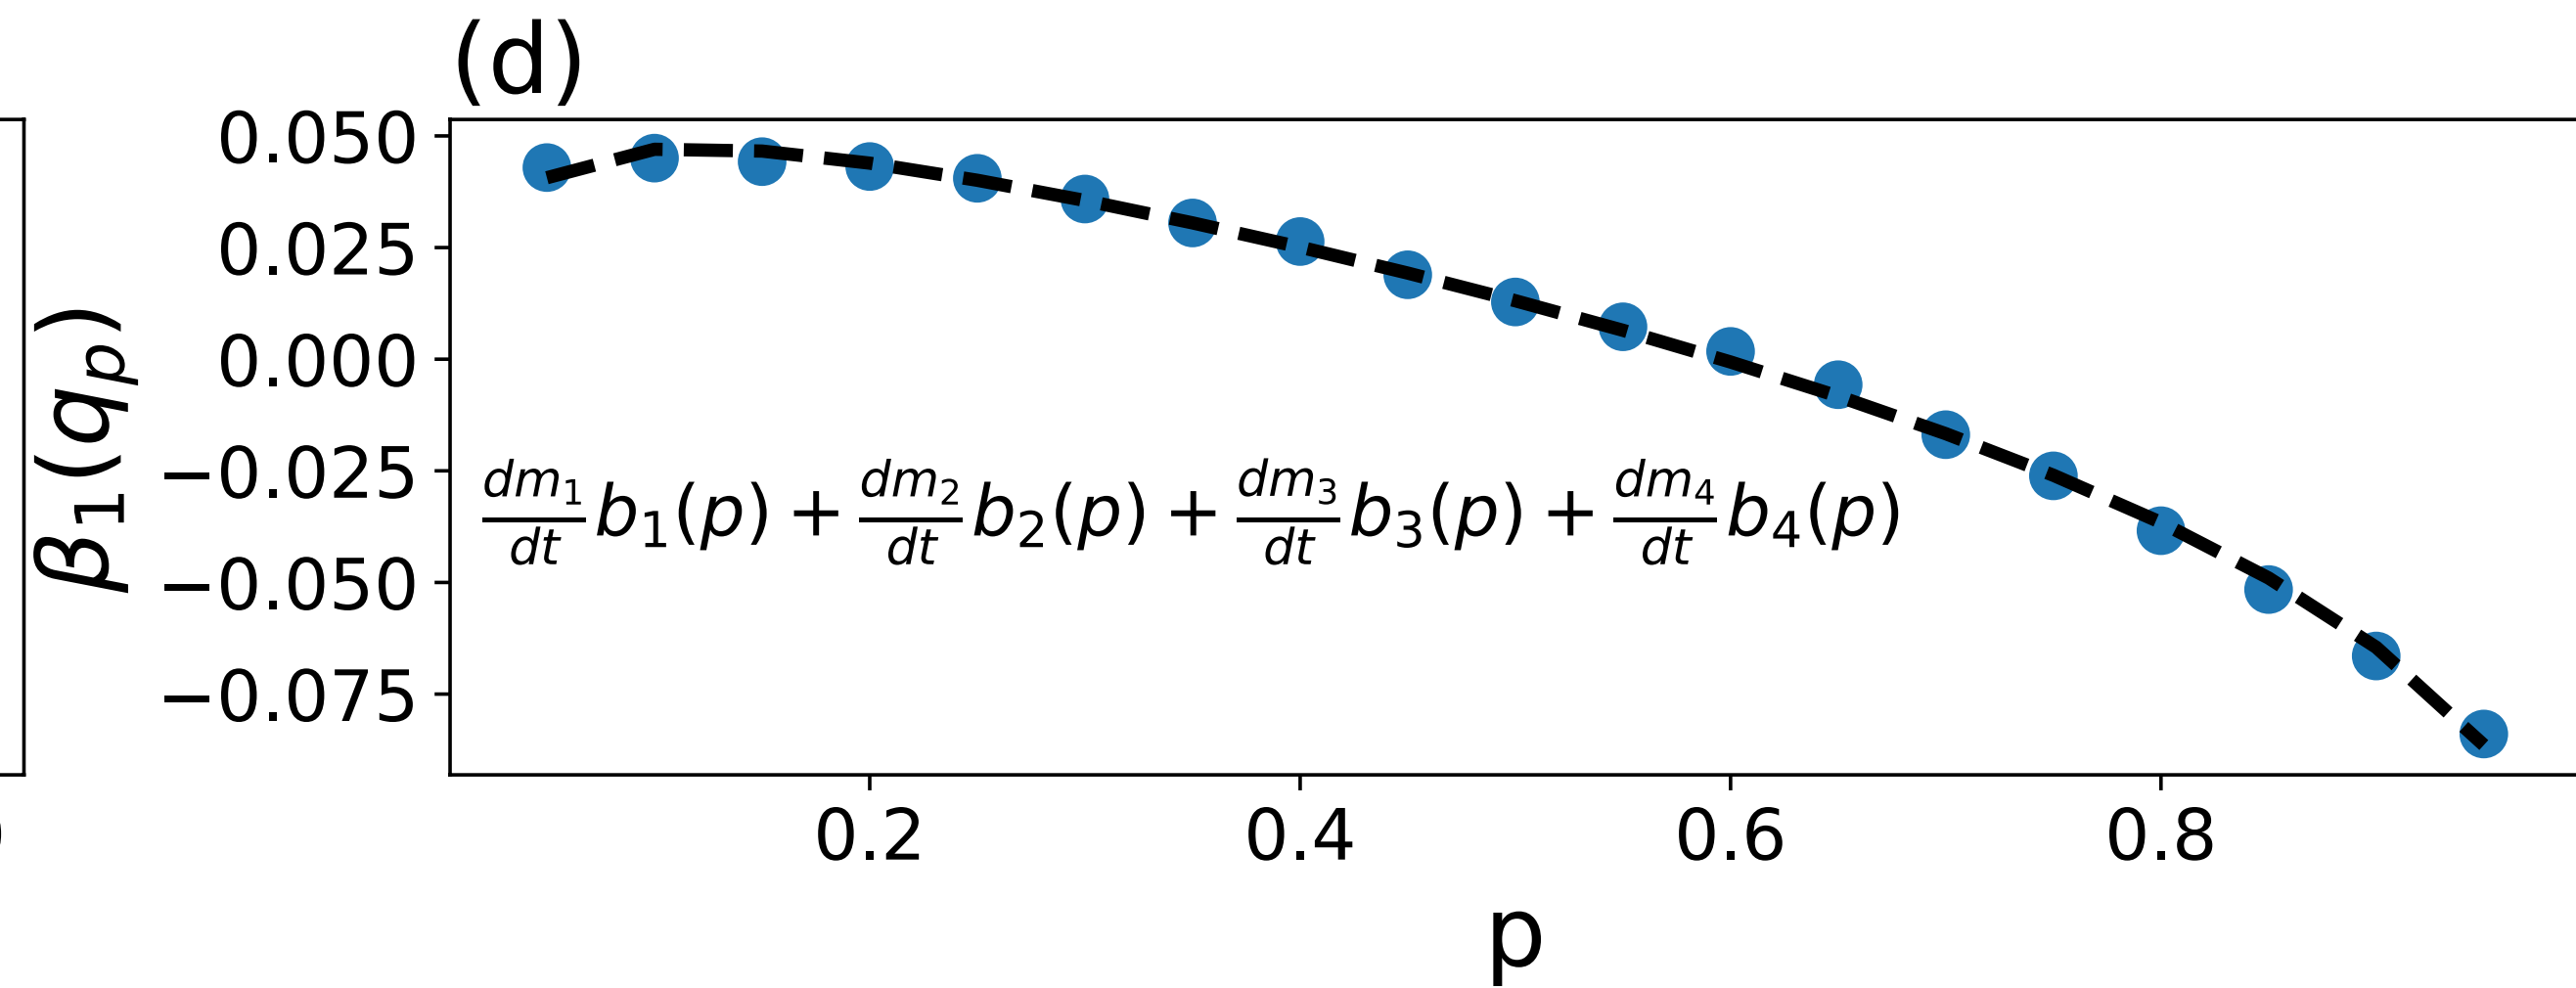 (d)
0.050
0.025
0.000
−0.025
−0.050
−0.075
β₁(qₚ)
dm₁/dt b₁(p) + dm₂/dt b₂(p) + dm₃/dt b₃(p) + dm₄/dt b₄(p)
0.2 0.4 0.6 0.8
p